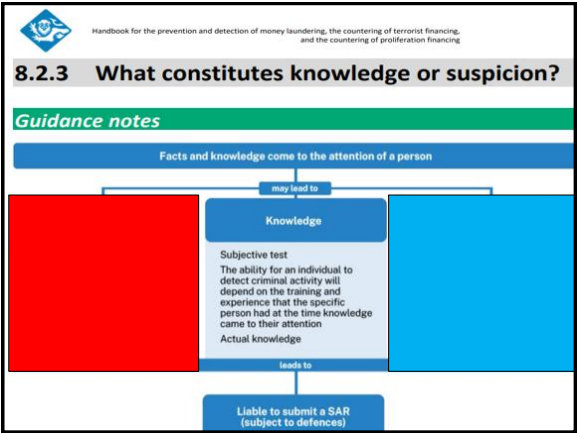 Handbook for the prevention and detection of money laundering, the countering of terrorist financing,
and the countering of proliferation financing
8.2.3 What constitutes knowledge or suspicion?
Guidance notes
Facts and knowledge come to the attention of a person
may lead to
Knowledge
Subjective test
The ability for an individual to
detect criminal activity will
depend on the training and
experience that the specific
person had at the time knowledge
came to their attention
Actual knowledge
leads to
Liable to submit a SAR
(subject to defences)